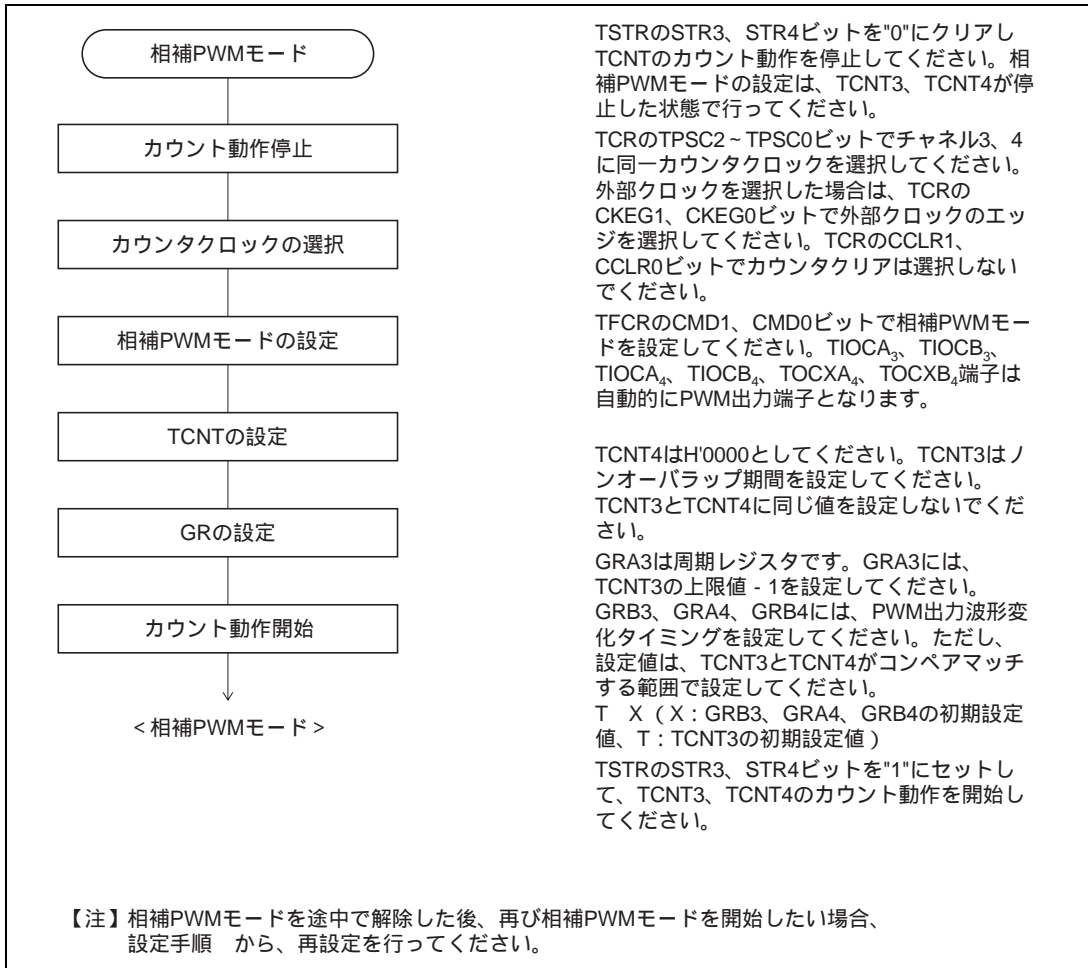 相補PWMモード
カウント動作停止
カウンタクロックの選択
相補PWMモードの設定
TCNTの設定
GRの設定
カウント動作開始
<相補PWMモード>
TSTRのSTR3、STR4ビットを"0"にクリアし
TCNTのカウント動作を停止してください。相
補PWMモードの設定は、TCNT3、TCNT4が停
止した状態で行ってください。
TCRのTPSC2~TPSC0ビットでチャネル3、4
に同一カウンタクロックを選択してください。
外部クロックを選択した場合は、TCRの
CKEG1、CKEG0ビットで外部クロックのエッ
ジを選択してください。TCRのCCLR1、
CCLR0ビットでカウンタクリアは選択しない
でください。
TFCRのCMD1、CMD0ビットで相補PWMモー
ドを設定してください。TIOCA3、TIOCB3、
TIOCA4、TIOCB4、TOCXA4、TOCXB4端子は
自動的にPWM出力端子となります。
TCNT4はH'0000としてください。TCNT3はノ
ンオーバラップ期間を設定してください。
TCNT3とTCNT4に同じ値を設定しないでくだ
さい。
GRA3は周期レジスタです。GRA3には、
TCNT3の上限値 - 1を設定してください。
GRB3、GRA4、GRB4には、PWM出力波形変
化タイミングを設定してください。ただし、
設定値は、TCNT3とTCNT4がコンペアマッチ
する範囲で設定してください。
T X(X:GRB3、GRA4、GRB4の初期設定
値、T:TCNT3の初期設定値)
TSTRのSTR3、STR4ビットを"1"にセットし
て、TCNT3、TCNT4のカウント動作を開始し
てください。
【注】相補PWMモードを途中で解除した後、再び相補PWMモードを開始したい場合、
設定手順 から、再設定を行ってください。